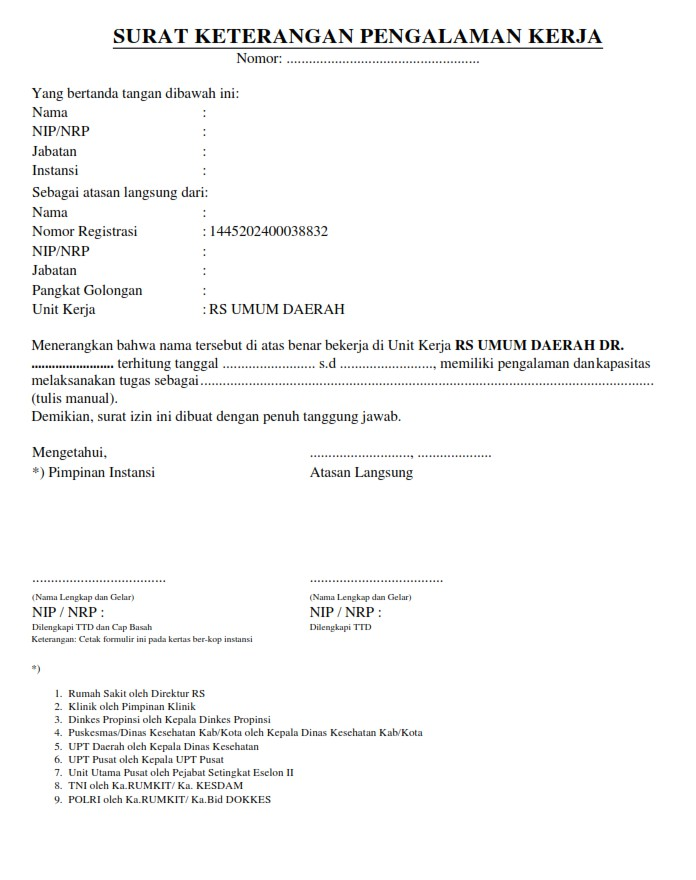 SURAT KETERANGAN PENGALAMAN KERJA
Nomor: ....................................................
Yang bertanda tangan dibawah ini:
Nama :
NIP/NRP :
Jabatan :
Instansi :
Sebagai atasan langsung dari:
Nama :
Nomor Registrasi : 1445202400038832
NIP/NRP :
Jabatan :
Pangkat Golongan :
Unit Kerja : RS UMUM DAERAH
Menerangkan bahwa nama tersebut di atas benar bekerja di Unit Kerja RS UMUM DAERAH DR.
........................ terhitung tanggal ......................... s.d ........................., memiliki pengalaman dan kapasitas
melaksanakan tugas sebagai..........................................................................................................................
(tulis manual).
Demikian, surat izin ini dibuat dengan penuh tanggung jawab.
Mengetahui, ..........................., ....................
*) Pimpinan Instansi Atasan Langsung
.................................... ....................................
(Nama Lengkap dan Gelar) (Nama Lengkap dan Gelar)
NIP / NRP : NIP / NRP :
Dilengkapi TTD dan Cap Basah Dilengkapi TTD
Keterangan: Cetak formulir ini pada kertas ber-kop instansi
*)
1. Rumah Sakit oleh Direktur RS
2. Klinik oleh Pimpinan Klinik
3. Dinkes Propinsi oleh Kepala Dinkes Propinsi
4. Puskesmas/Dinas Kesehatan Kab/Kota oleh Kepala Dinas Kesehatan Kab/Kota
5. UPT Daerah oleh Kepala Dinas Kesehatan
6. UPT Pusat oleh Kepala UPT Pusat
7. Unit Utama Pusat oleh Pejabat Setingkat Eselon II
8. TNI oleh Ka.RUMKIT/ Ka. KESDAM
9. POLRI oleh Ka.RUMKIT/ Ka.Bid DOKKES